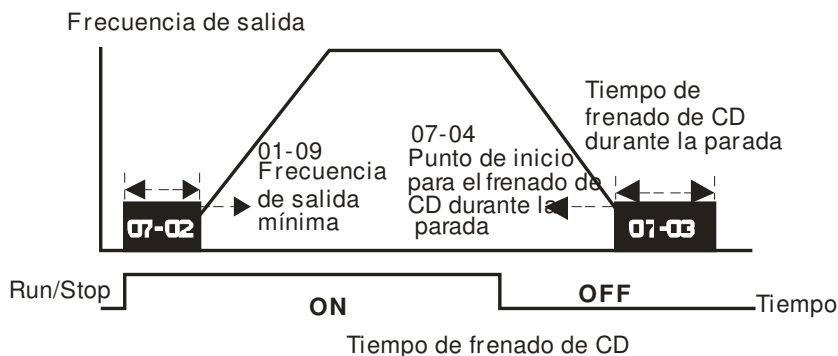 Frecuencia de salida
Tiempo de
frenado de CD
durante la parada
01-09
Frecuencia
de salida
mínima
07-04
Punto de inicio
para el frenado de
CD durante la
parada
07-02
07-03
Run/Stop
ON
OFF
Tiempo
Tiempo de frenado de CD